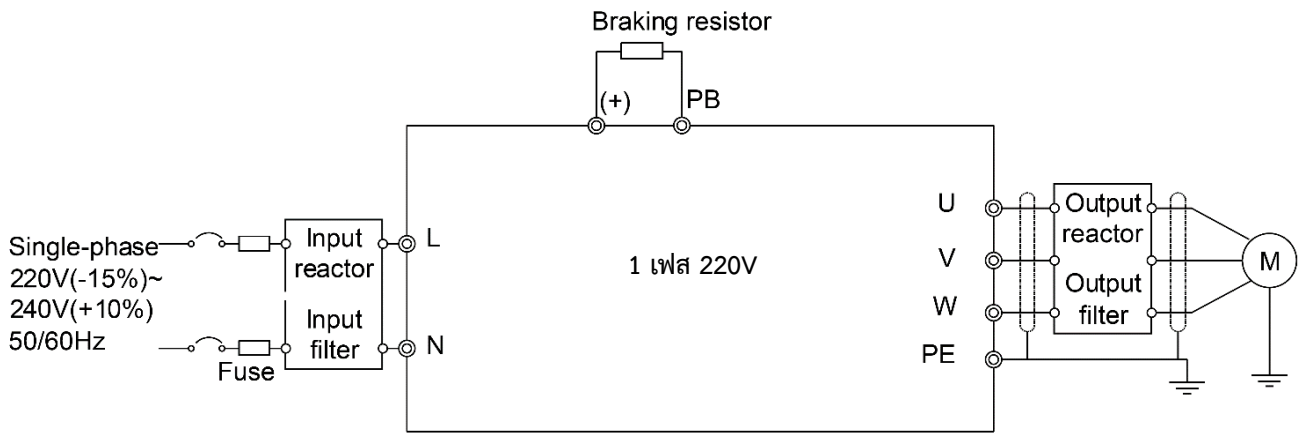 Braking resistor
(+)
PB
Single-phase
220V(-15%)~
240V(+10%)
50/60Hz
Fuse
Input
reactor
Input
filter
L
N
1 เฟส 220V
U
V
W
PE
Output
reactor
Output
filter
M